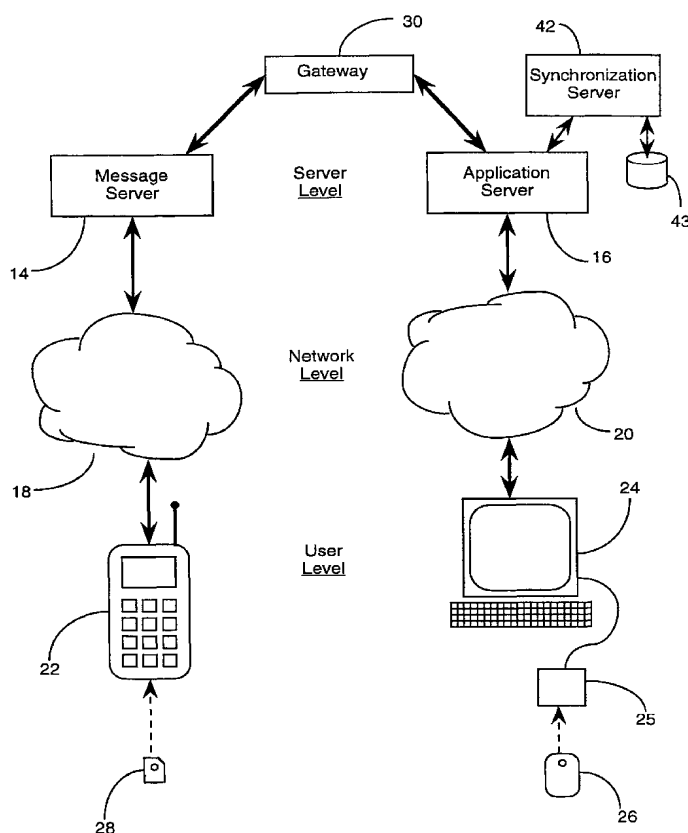 30
42
Gateway
Synchronization
Server
Message
Server
Server
Level
Application
Server
43
14
16
Network
Level
20
18
24
User
Level
22
25
28
26